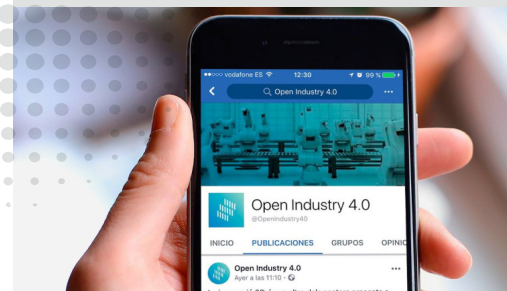 vodafone ES 12:30 99 %
Open Industry 4.0
Open Industry 4.0
@OpenIndustry40
INICIO PUBLICACIONES GRUPOS OPINIO
Open Industry 4.0
Ayer a las 11:10